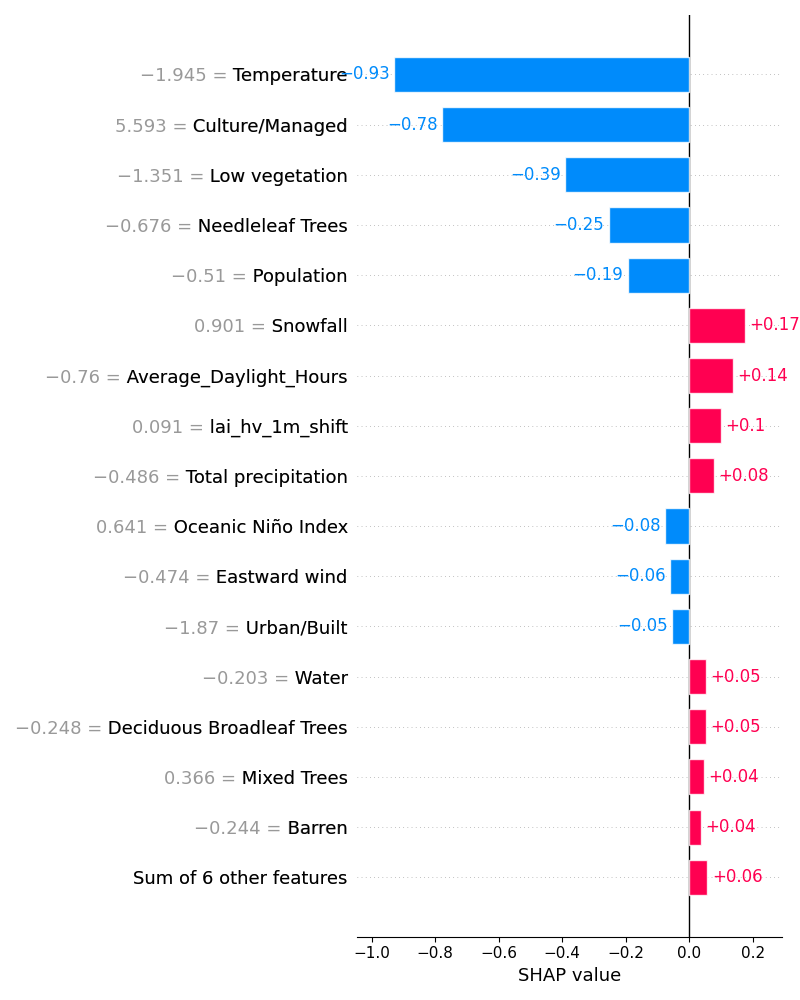 −1.945 = Temperature −0.93
5.593 = Culture/Managed −0.78
−1.351 = Low vegetation −0.39
−0.676 = Needleleaf Trees −0.25
−0.51 = Population −0.19
0.901 = Snowfall +0.17
−0.76 = Average_Daylight_Hours +0.14
0.091 = lai_hv_1m_shift +0.1
−0.486 = Total precipitation +0.08
0.641 = Oceanic Niño Index −0.08
−0.474 = Eastward wind −0.06
−1.87 = Urban/Built −0.05
−0.203 = Water +0.05
−0.248 = Deciduous Broadleaf Trees +0.05
0.366 = Mixed Trees +0.04
−0.244 = Barren +0.04
Sum of 6 other features +0.06
−1.0 −0.8 −0.6 −0.4 −0.2 0.0 0.2
SHAP value